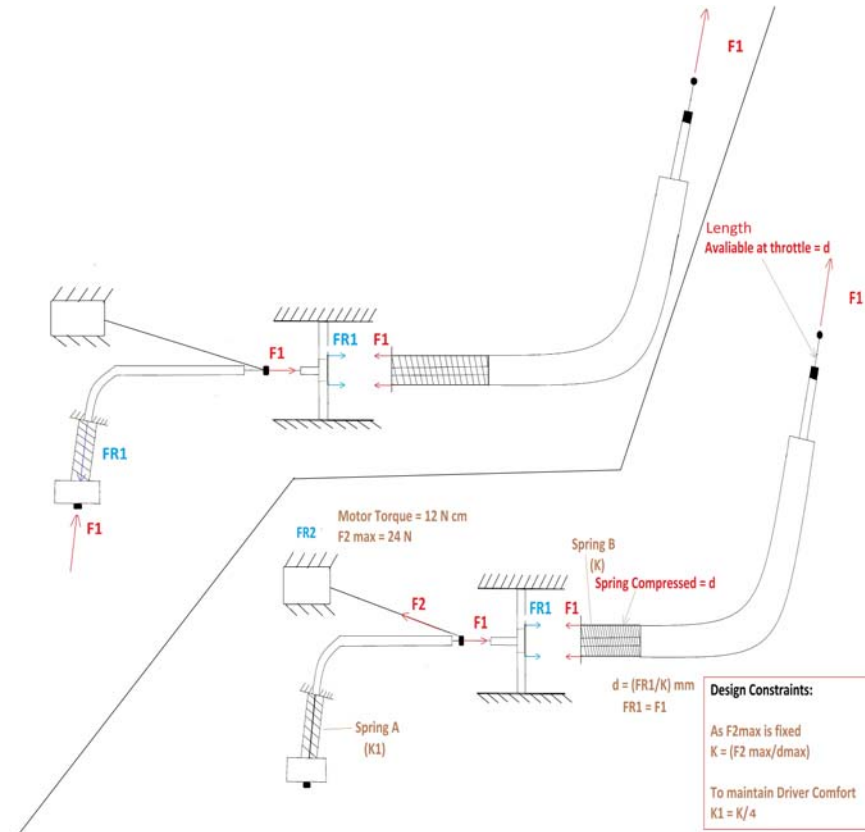 F1
F1
FR1
F1
FR1
F1
Length
Avaliable at throttle = d
F1
Motor Torque = 12 N cm
FR2
F2 max = 24 N
F2
F1
FR1
F1
Spring B
(K)
Spring Compressed = d
Spring A
(K1)
d = (FR1/K) mm
FR1 = F1
Design Constraints:
As F2max is fixed
K = (F2 max/dmax)
To maintain Driver Comfort
K1 = K/4